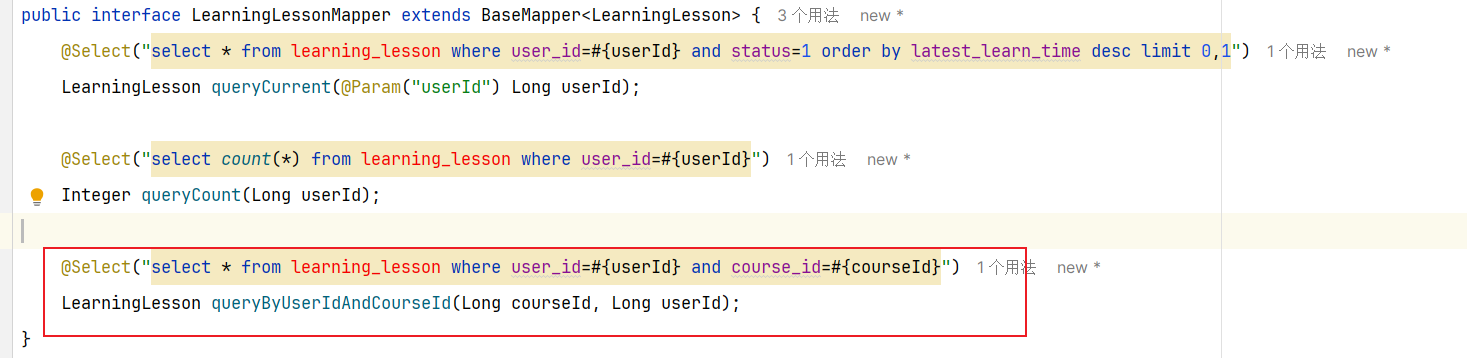 public interface LearningLessonMapper extends BaseMapper<LearningLesson> { 3 个用法 new *
@Select("select * from learning_lesson where user_id=#{userId} and status=1 order by latest_learn_time desc limit 0,1") 1 个用法 new *
LearningLesson queryCurrent(@Param("userId") Long userId);
@Select("select count(*) from learning_lesson where user_id=#{userId}") 1 个用法 new *
Integer queryCount(Long userId);
@Select("select * from learning_lesson where user_id=#{userId} and course_id=#{courseId}") 1 个用法 new *
LearningLesson queryByUserIdAndCourseId(Long courseId, Long userId);
}